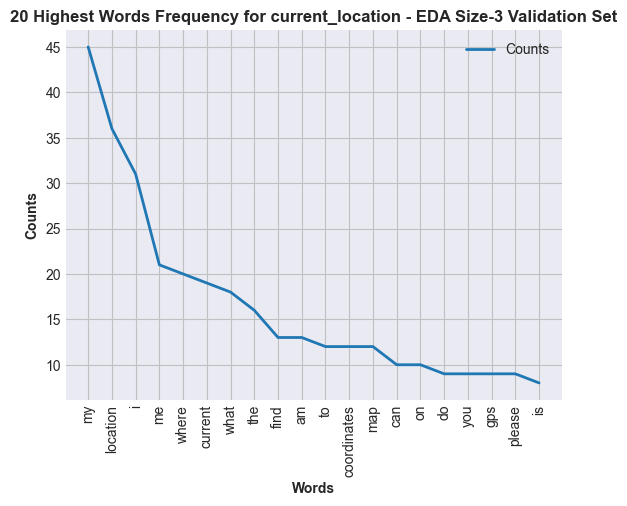 20 Highest Words Frequency for current_location - EDA Size-3 Validation Set
Counts
45
40
35
30
25
20
15
10
Counts
my
location
i
me
where
current
what
the
find
am
to
coordinates
map
can
on
do
you
gps
please
is
Words